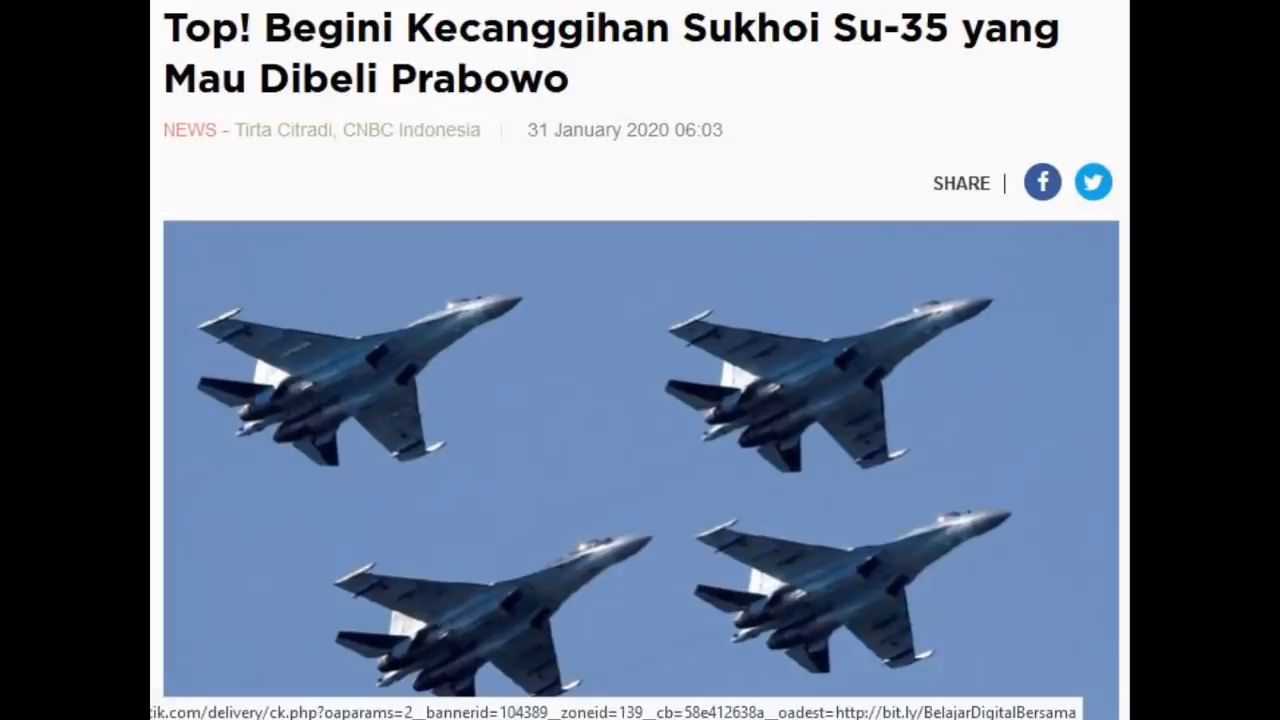 Top! Begini Kecanggihan Sukhoi Su-35 yang
Mau Dibeli Prabowo
NEWS - Tirta Citradi, CNBC Indonesia | 31 January 2020 06:03
SHARE |
ik.com/delivery/ck.php?oaparams=2__bannerid=104389__zoneid=139__cb=58e412638a__oadest=http://bit.ly/BelajarDigitalBersama